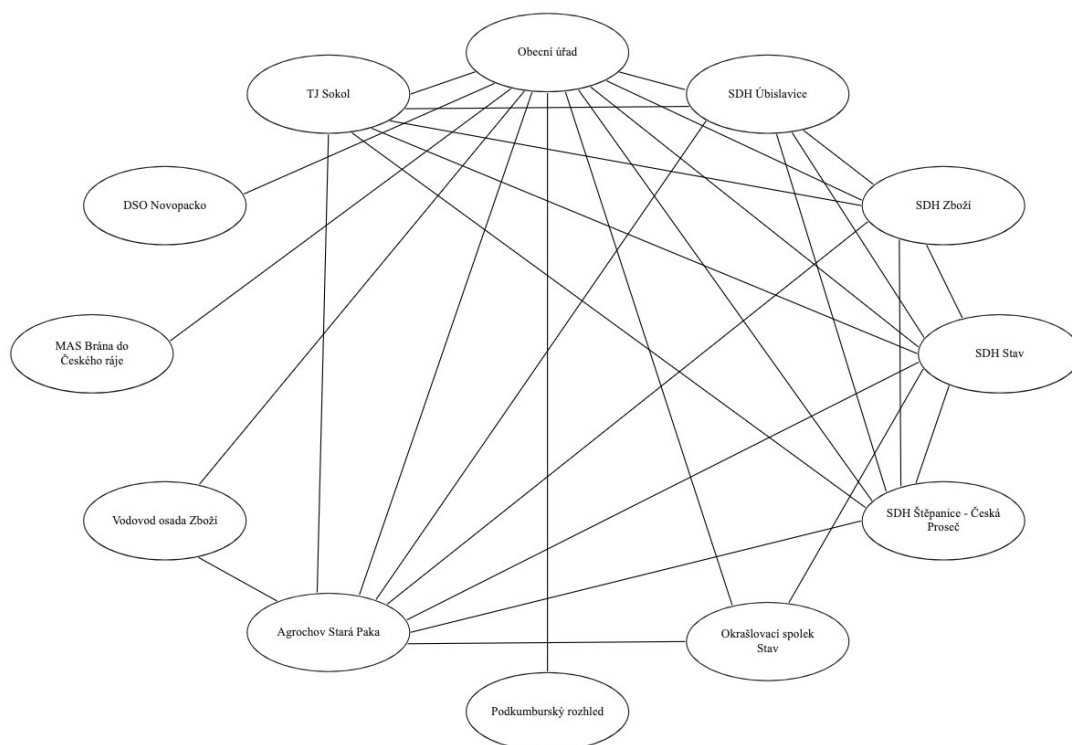 Obecní úřad
TJ Sokol
SDH Úbislavice
DSO Novopacko
SDH Zboží
MAS Brána do
Českého ráje
SDH Stav
Vodovod osada Zboží
SDH Štěpanice - Česká
Proseč
Agrochov Stará Paka
Okrašlovací spolek
Stav
Podkumburský rozhled